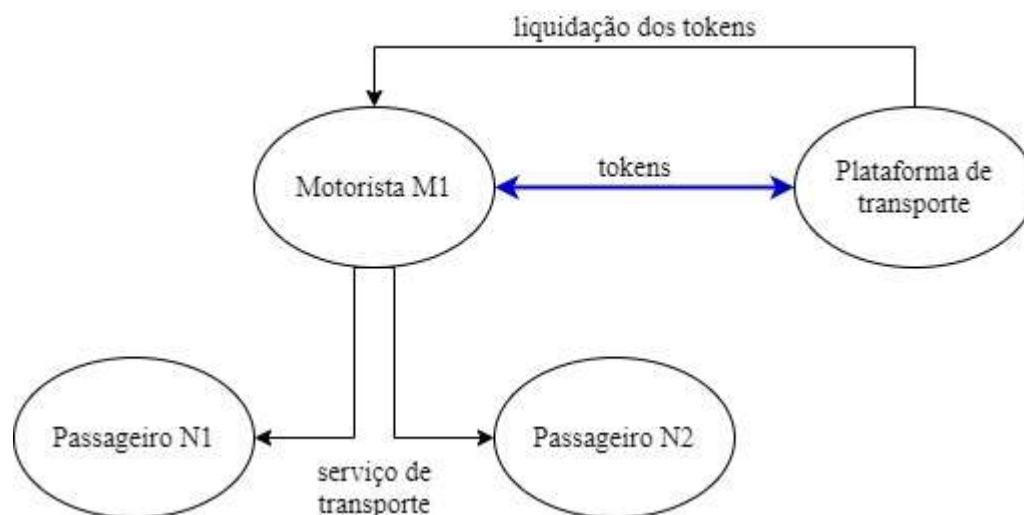 liquidação dos tokens
Motorista M1
tokens
Plataforma de
transporte
Passageiro N1
serviço de
transporte
Passageiro N2